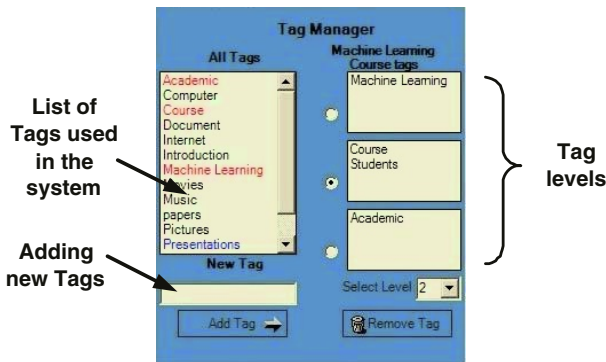 Tag Manager
All Tags
Academic
Computer
Course
Document
Internet
Introduction
Machine Learning
Movies
Music
papers
Pictures
Presentations
New Tag
Add Tag
Machine Learning
Course tags
Machine Learning
Course
Students
Academic
Select Level 2
Remove Tag
List of
Tags used
in the
system
Adding
new Tags
Tag
levels